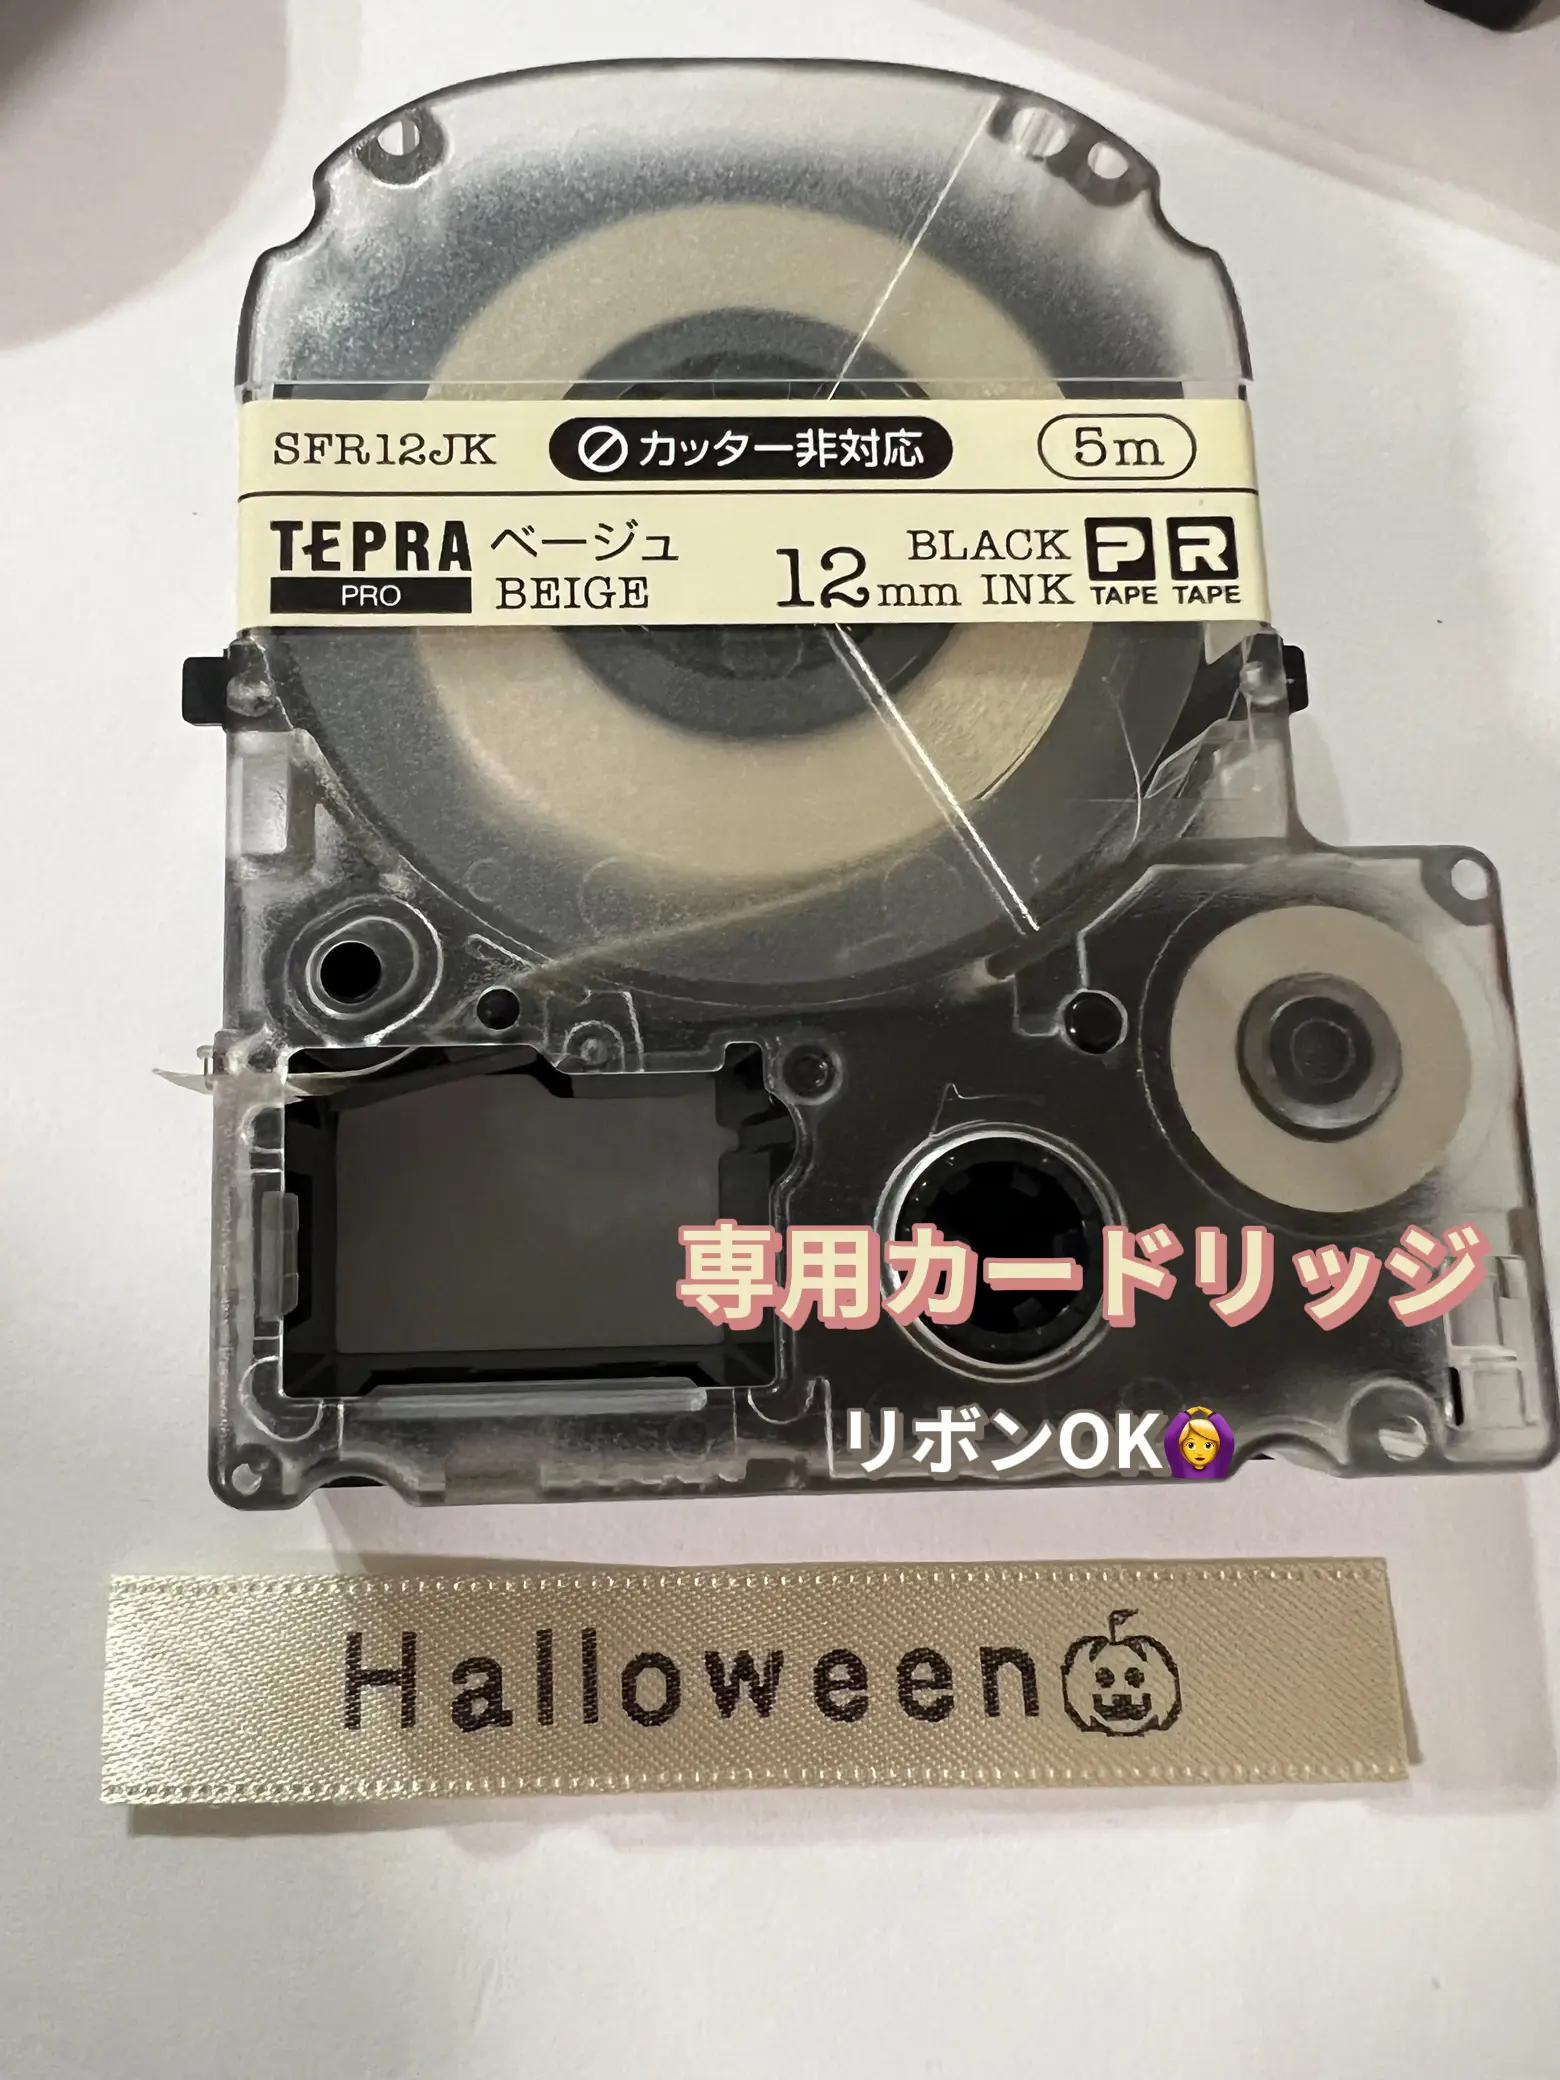 SFR12JK カッター非対応 5m
TEPRA PRO ベージュ BEIGE 12mm BLACK INK P TAPE R TAPE
専用カードリッジ
リボンOK🙆‍♀️
Halloween